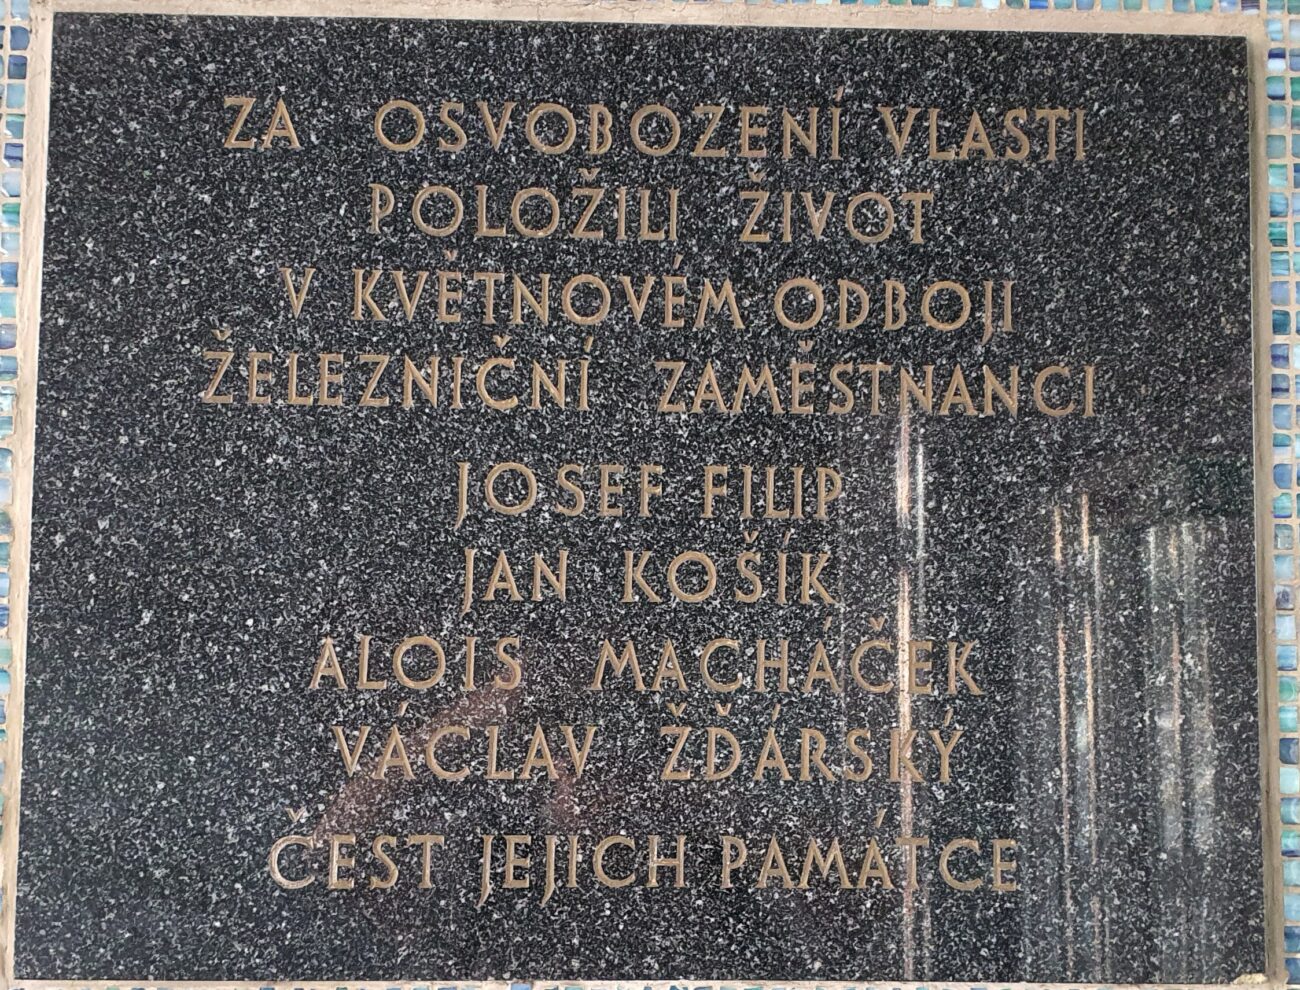 ZA OSVOBOZENÍ VLASTI
POLOŽILI ŽIVOT
V KVĚTNOVÉM ODBOJI
ŽELEZNIČNÍ ZAMĚSTNANCI
JOSEF FILIP
JAN KOŠÍK
ALOIS MACHÁČEK
VÁCLAV ŽĎÁRSKÝ
ČEST JEJICH PAMÁTCE